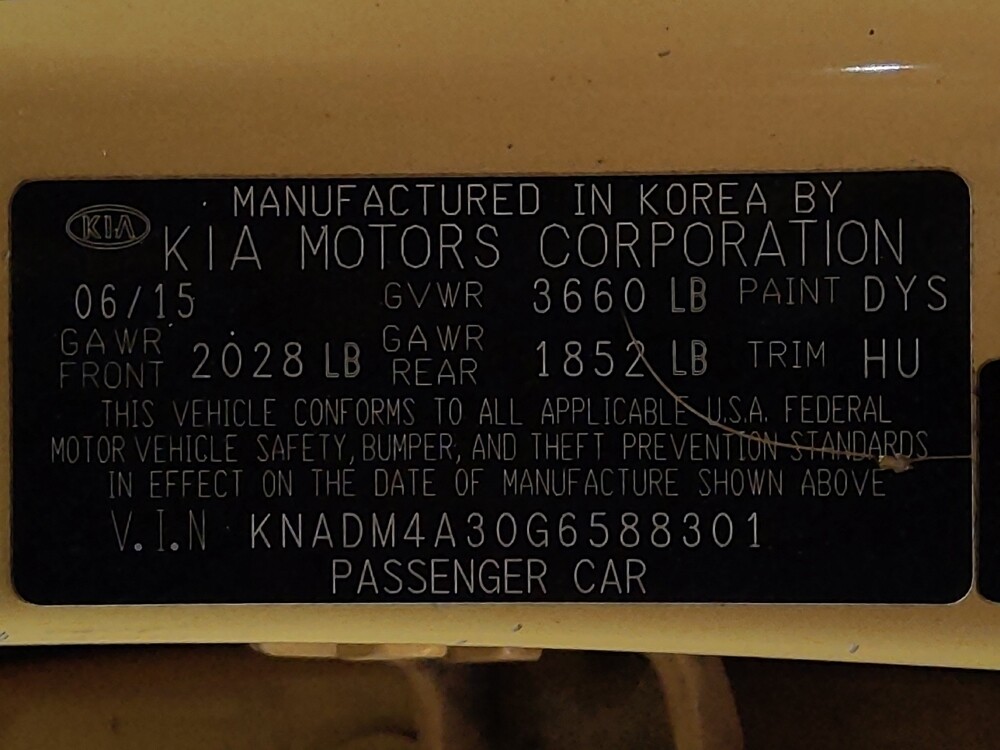 MANUFACTURED IN KOREA BY
KIA KIA MOTORS CORPORATION
06/15 GVWR 3660 LB PAINT DYS
GAWR FRONT 2028 LB GAWR REAR 1852 LB TRIM HU
THIS VEHICLE CONFORMS TO ALL APPLICABLE U.S.A. FEDERAL
MOTOR VEHICLE SAFETY, BUMPER, AND THEFT PREVENTION STANDARDS
IN EFFECT ON THE DATE OF MANUFACTURE SHOWN ABOVE
V.I.N KNADM4A30G6588301
PASSENGER CAR